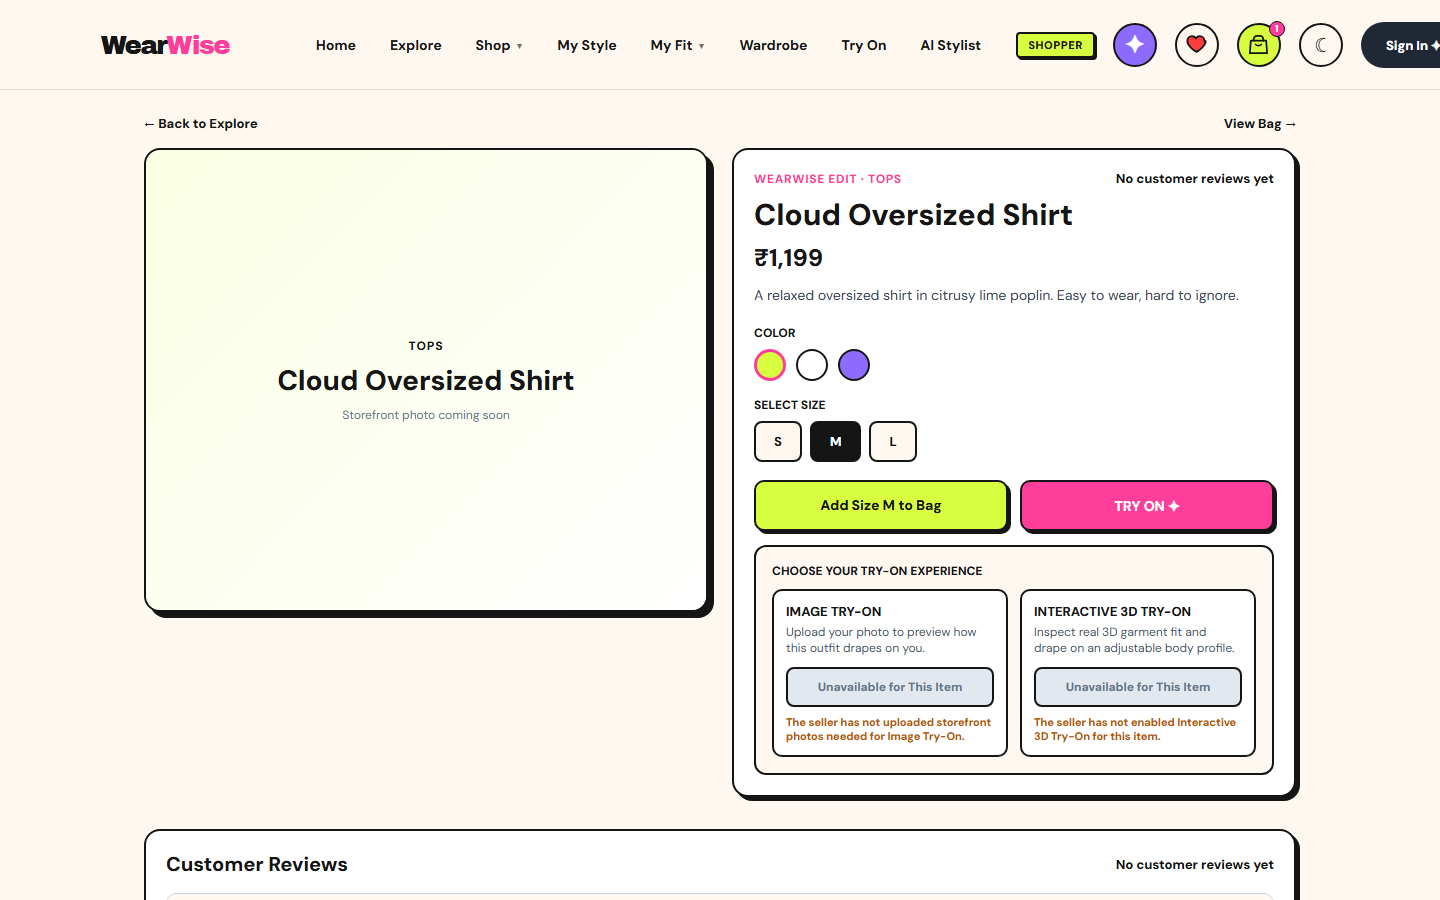 WearWise
Home Explore Shop ▼ My Style My Fit ▼ Wardrobe Try On AI Stylist
SHOPPER
1
Sign In ✦
← Back to Explore
View Bag →
TOPS
Cloud Oversized Shirt
Storefront photo coming soon
WEARWISE EDIT · TOPS
No customer reviews yet
Cloud Oversized Shirt
₹1,199
A relaxed oversized shirt in citrusy lime poplin. Easy to wear, hard to ignore.
COLOR
SELECT SIZE
S M L
Add Size M to Bag
TRY ON ✦
CHOOSE YOUR TRY-ON EXPERIENCE
IMAGE TRY-ON
Upload your photo to preview how
this outfit drapes on you.
Unavailable for This Item
The seller has not uploaded storefront
photos needed for Image Try-On.
INTERACTIVE 3D TRY-ON
Inspect real 3D garment fit and
drape on an adjustable body profile.
Unavailable for This Item
The seller has not enabled Interactive
3D Try-On for this item.
Customer Reviews
No customer reviews yet